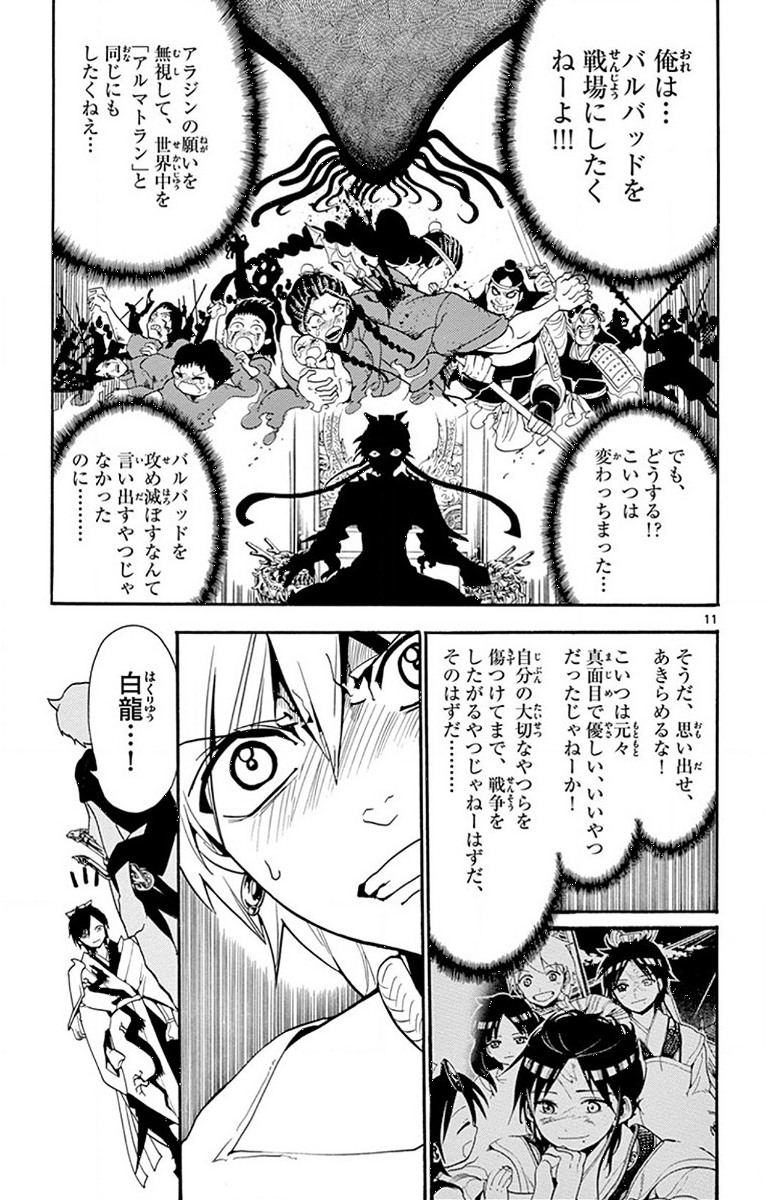 俺は…
バルバッドを
戦場にしたく
ねーよ!!!
アラジンの願いを
無視して、世界中を
「アルマトラン」と
同じにも
したくねえ…
でも、
どうする!?
こいつは
変わっちまった…
バルバッドを
攻め滅ぼすなんて
言い出すやつじゃ
なかった
のに………
11
そうだ、思い出せ、
あきらめるな!
こいつは元々
真面目で優しい、いいやつ
だったじゃねーか!
自分の大切なやつらを
傷つけてまで、戦争を
したがるやつじゃねーはずだ、
そのはずだ………
白龍…!